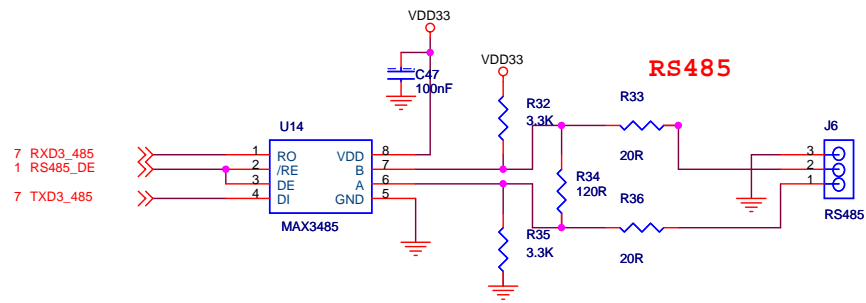 VDD33
C47
100nF
VDD33
RS485
R32
3.3K
R33
20R
U14
J6
7 RXD3_485
1 RS485_DE
7 TXD3_485
1 RO VDD 8
2 /RE B 7
3 DE A 6
4 DI GND 5
MAX3485
R34
120R
R35
3.3K
R36
20R
3
2
1
RS485